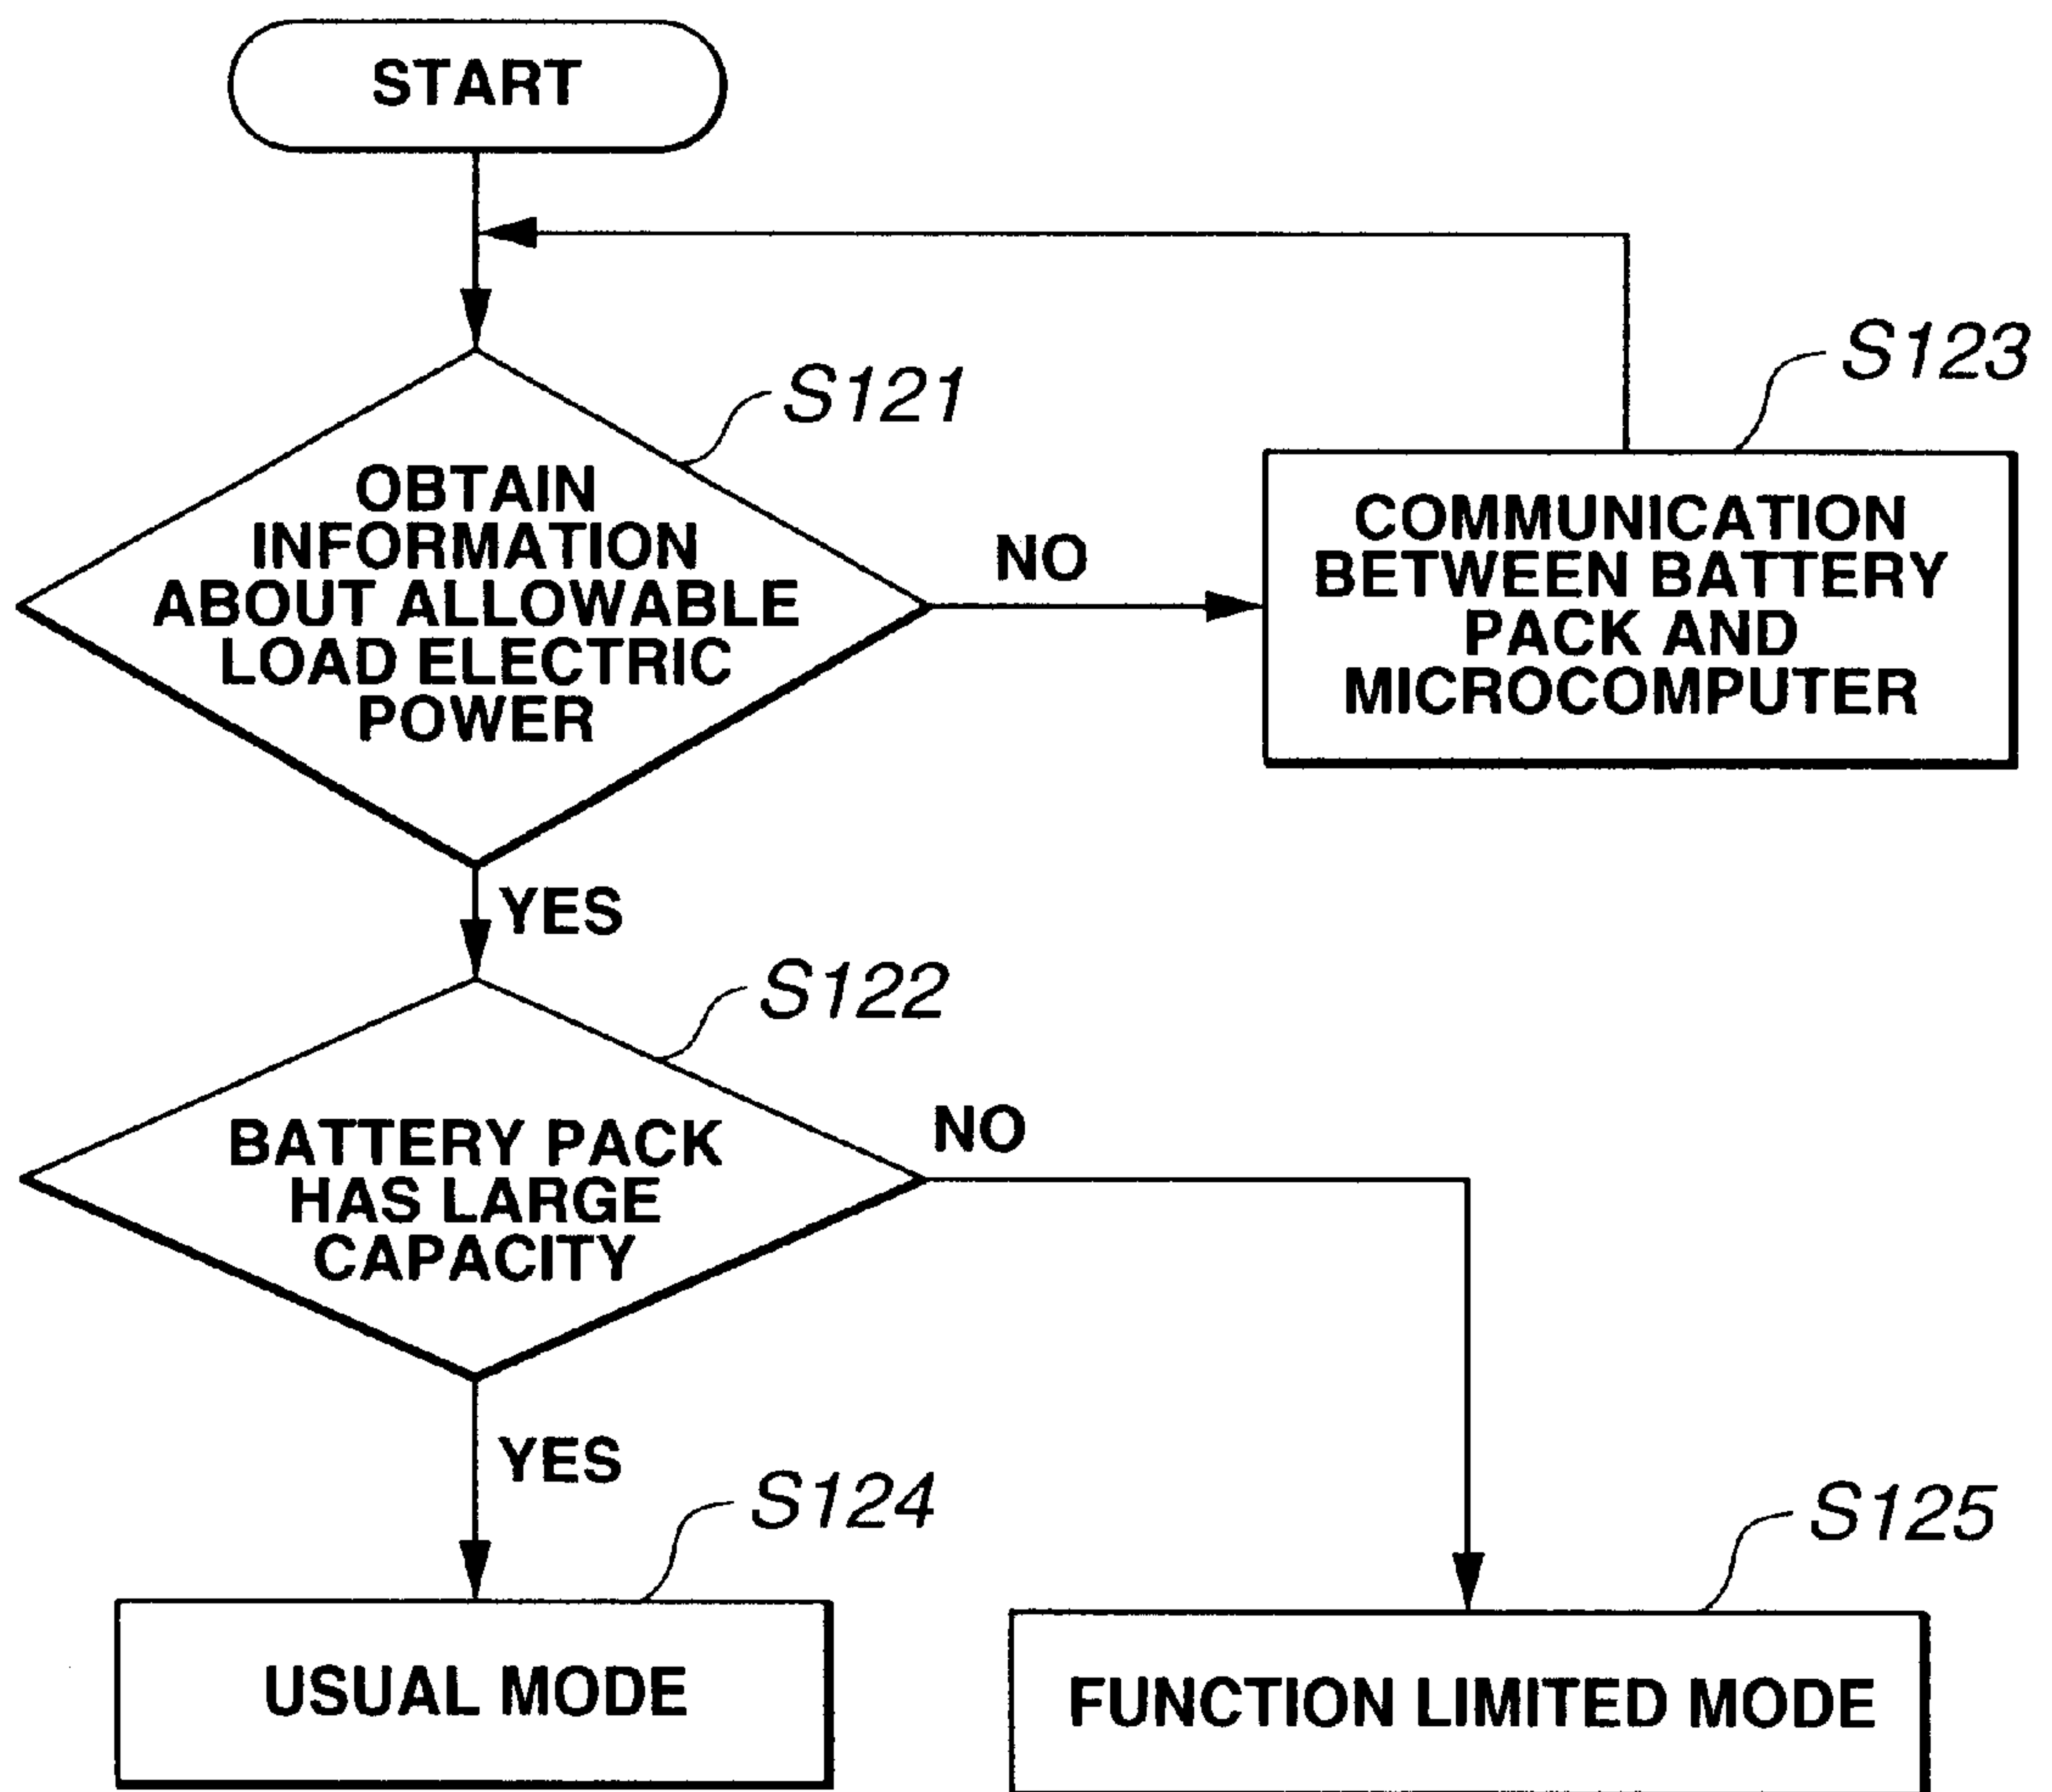 START
S121
S123
OBTAIN
INFORMATION
ABOUT ALLOWABLE
LOAD ELECTRIC
POWER
NO
COMMUNICATION
BETWEEN BATTERY
PACK AND
MICROCOMPUTER
YES
S122
BATTERY PACK
HAS LARGE
CAPACITY
NO
YES
S124
S125
USUAL MODE
FUNCTION LIMITED MODE